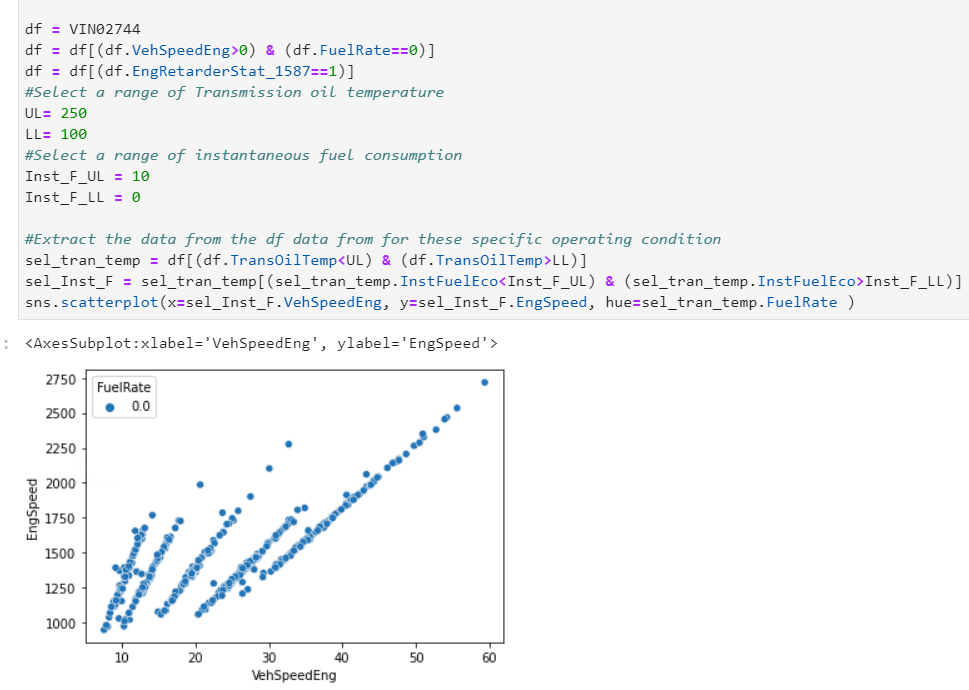 df = VIN02744
df = df[(df.VehSpeedEng>0) & (df.FuelRate==0)]
df = df[(df.EngRetarderStat_1587==1)]
#Select a range of Transmission oil temperature
UL= 250
LL= 100
#Select a range of instantaneous fuel consumption
Inst_F_UL = 10
Inst_F_LL = 0
#Extract the data from the df data from for these specific operating condition
sel_tran_temp = df[(df.TransOilTemp<UL) & (df.TransOilTemp>LL)]
sel_Inst_F = sel_tran_temp[(sel_tran_temp.InstFuelEco<Inst_F_UL) & (sel_tran_temp.InstFuelEco>Inst_F_LL)]
sns.scatterplot(x=sel_Inst_F.VehSpeedEng, y=sel_Inst_F.EngSpeed, hue=sel_tran_temp.FuelRate )
: <AxesSubplot:xlabel='VehSpeedEng', ylabel='EngSpeed'>
FuelRate
0.0
EngSpeed
2750
2500
2250
2000
1750
1500
1250
1000
10 20 30 40 50 60
VehSpeedEng